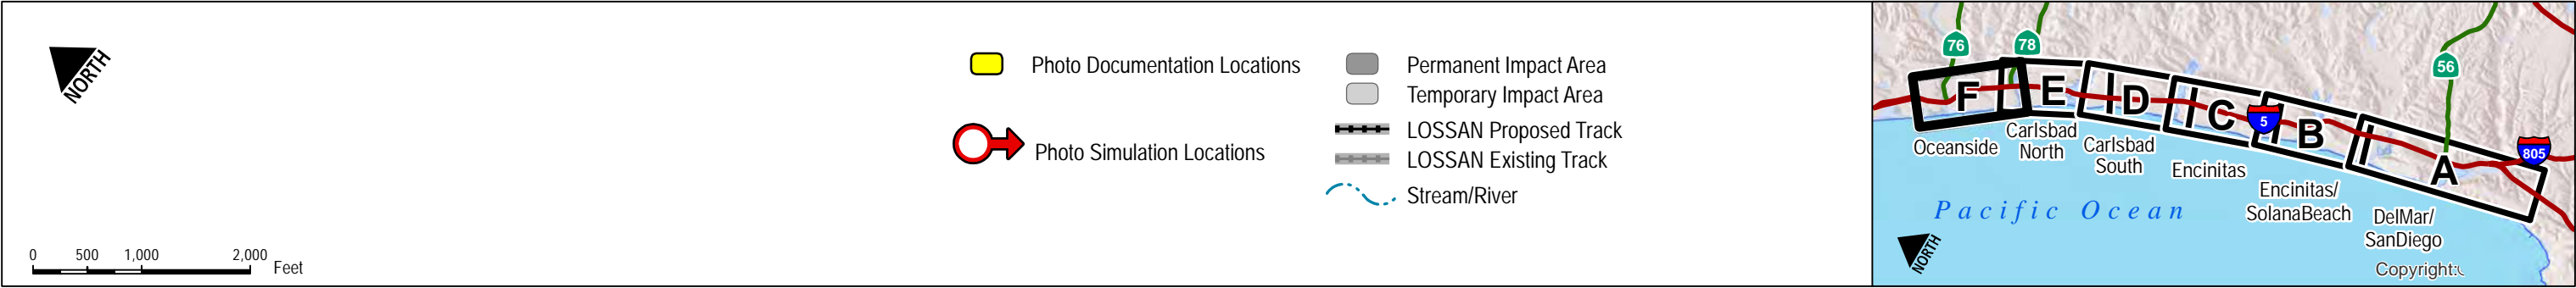 NORTH
0 500 1,000 2,000
Feet
Photo Documentation Locations
Photo Simulation Locations
Permanent Impact Area
Temporary Impact Area
LOSSAN Proposed Track
LOSSAN Existing Track
Stream/River
76
78
56
5
805
F
E
D
C
B
A
Oceanside
Carlsbad
North
Carlsbad
South
Encinitas
Encinitas/
SolanaBeach
DelMar/
SanDiego
Pacific Ocean
NORTH
Copyright: